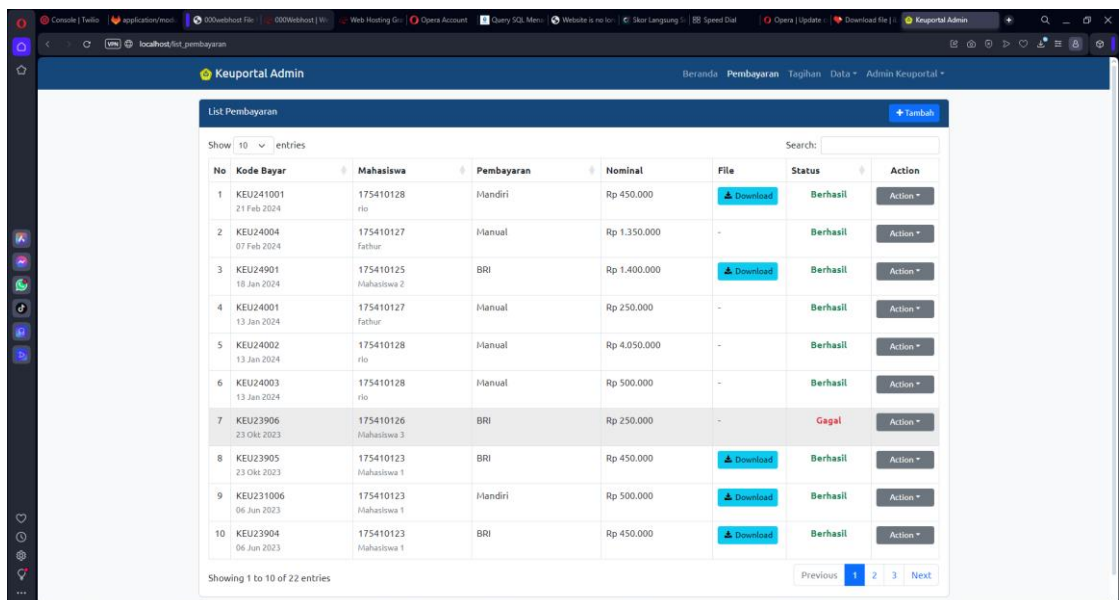 Console | Twilio
application/mod
000webhost File
000Webhost | W
Web Hosting Gr
Opera Account
Query SQL Men
Website is no lon
Skor Langsung S
Speed Dial
Opera | Update
Download file |
Keuportal Admin
VPN localhost/list_pembayaran
Keuportal Admin
Beranda Pembayaran Tagihan Data Admin Keuportal
List Pembayaran
+Tambah
Show 10 entries
Search:
No Kode Bayar Mahasiswa Pembayaran Nominal File Status Action
1 KEU241001 175410128 Mandiri Rp 450.000 Download Berhasil Action
21 Feb 2024 rio
2 KEU24004 175410127 Manual Rp 1.350.000 - Berhasil Action
07 Feb 2024 fathur
3 KEU24901 175410125 BRI Rp 1.400.000 Download Berhasil Action
18 Jan 2024 Mahasiswa 2
4 KEU24001 175410127 Manual Rp 250.000 - Berhasil Action
13 Jan 2024 fathur
5 KEU24002 175410128 Manual Rp 4.050.000 - Berhasil Action
13 Jan 2024 rio
6 KEU24003 175410128 Manual Rp 500.000 - Berhasil Action
13 Jan 2024 rio
7 KEU23906 175410126 BRI Rp 250.000 - Gagal Action
23 Okt 2023 Mahasiswa 3
8 KEU23905 175410123 BRI Rp 450.000 Download Berhasil Action
23 Okt 2023 Mahasiswa 1
9 KEU231006 175410123 Mandiri Rp 500.000 Download Berhasil Action
06 Jun 2023 Mahasiswa 1
10 KEU23904 175410123 BRI Rp 450.000 Download Berhasil Action
06 Jun 2023 Mahasiswa 1
Showing 1 to 10 of 22 entries
Previous 1 2 3 Next